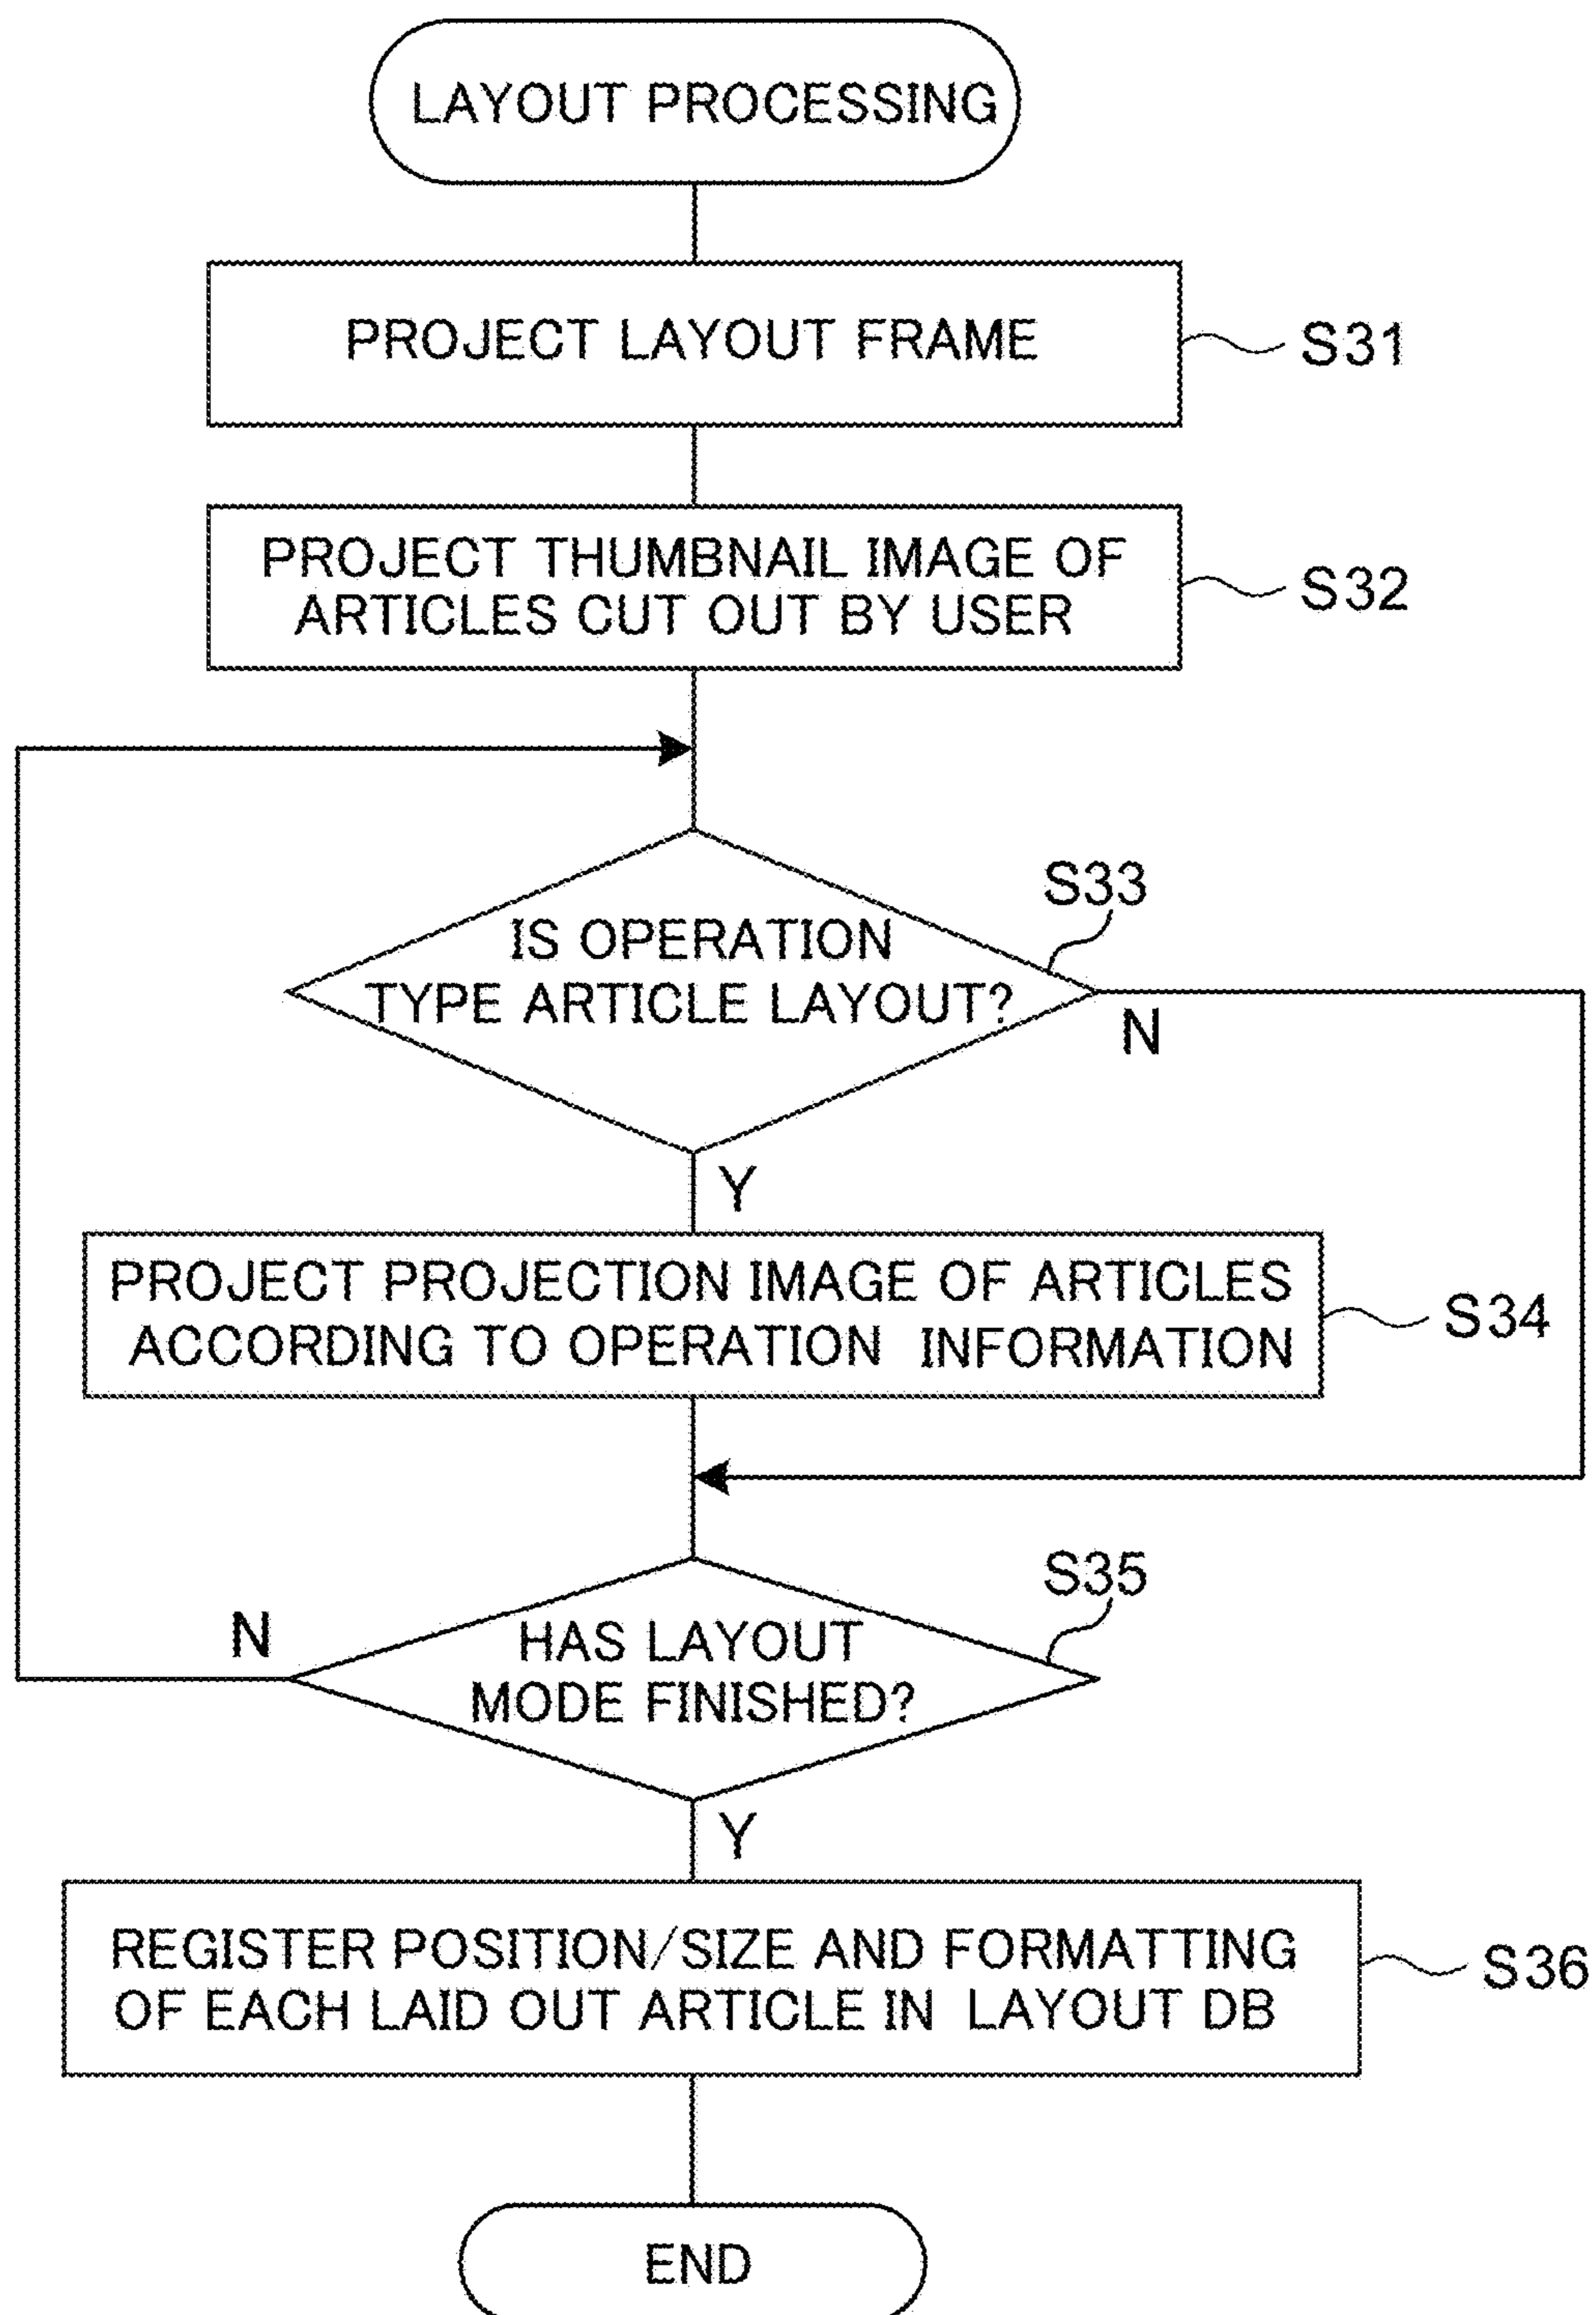 LAYOUT PROCESSING
PROJECT LAYOUT FRAME
S31
PROJECT THUMBNAIL IMAGE OF
ARTICLES CUT OUT BY USER
S32
S33
IS OPERATION
TYPE ARTICLE LAYOUT?
N
Y
PROJECT PROJECTION IMAGE OF ARTICLES
ACCORDING TO OPERATION INFORMATION
S34
S35
N
HAS LAYOUT
MODE FINISHED?
Y
REGISTER POSITION/SIZE AND FORMATTING
OF EACH LAID OUT ARTICLE IN LAYOUT DB
S36
END